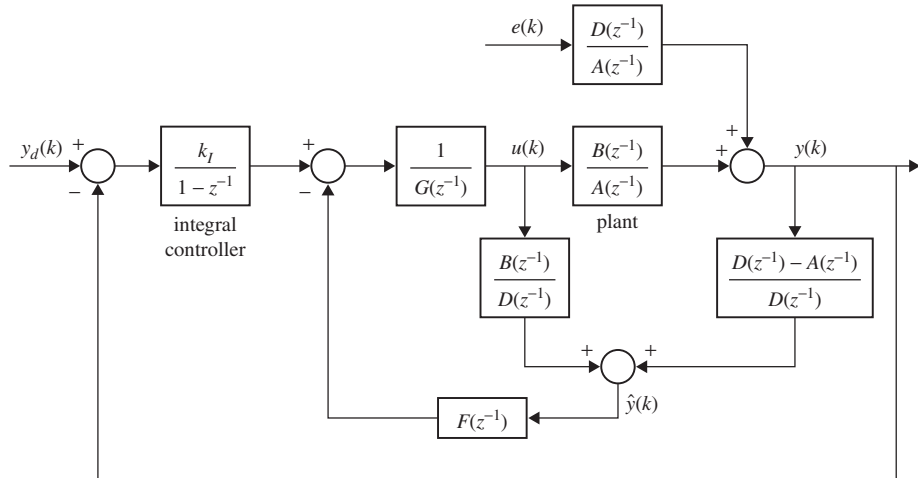 e(k)
D(z⁻¹)
A(z⁻¹)
+
y_d(k)
+
−
k_I
1 − z⁻¹
integral
controller
+
−
1
G(z⁻¹)
u(k)
B(z⁻¹)
A(z⁻¹)
plant
+
y(k)
B(z⁻¹)
D(z⁻¹)
D(z⁻¹) − A(z⁻¹)
D(z⁻¹)
+
+
ŷ(k)
F(z⁻¹)